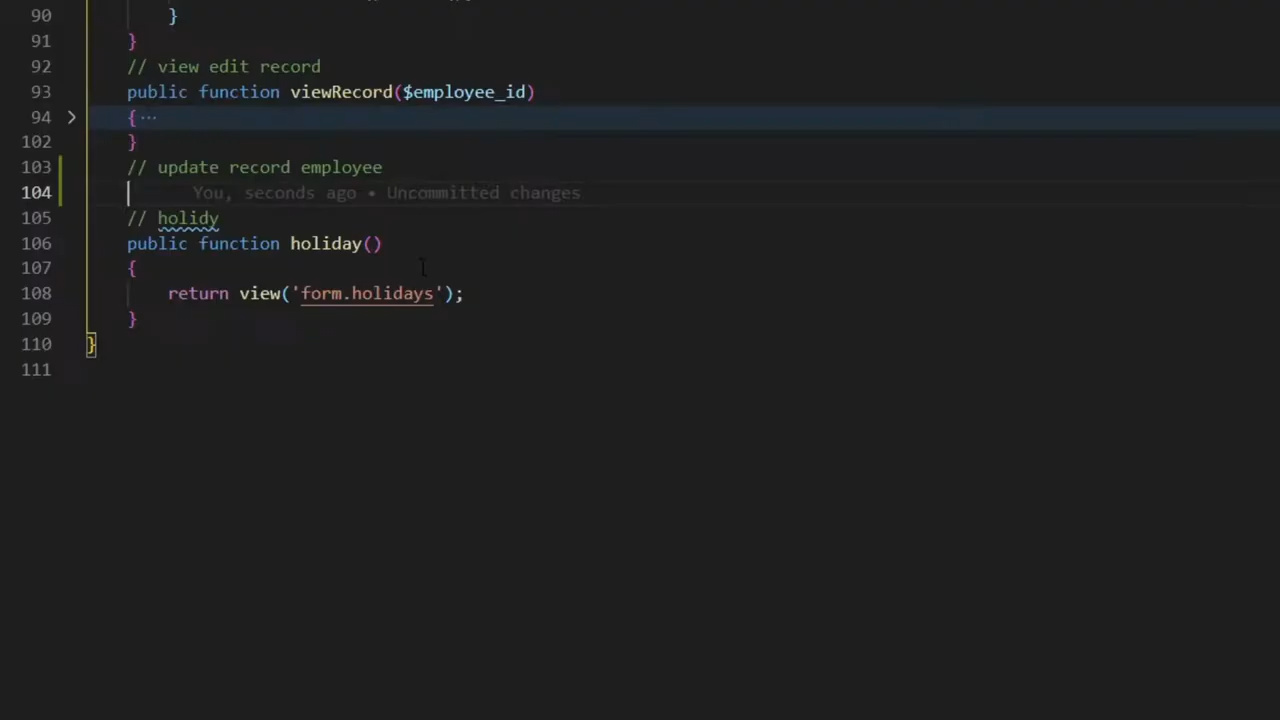 90 }
91 }
92 // view edit record
93 public function viewRecord($employee_id)
94 > { ···
102 }
103 // update record employee
104 You, seconds ago • Uncommitted changes
105 // holidy
106 public function holiday()
107 {
108 return view('form.holidays');
109 }
110 }
111